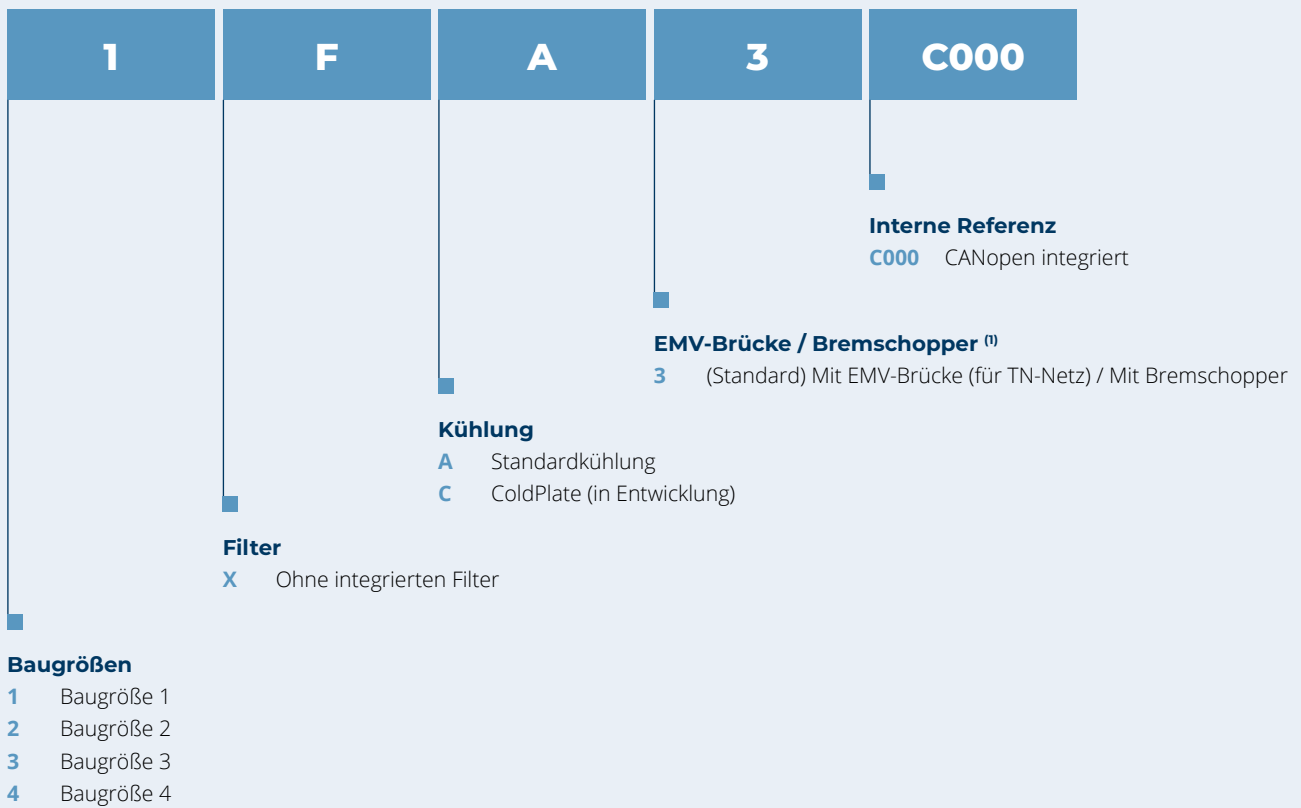 1 F A 3 C000
Interne Referenz
C000 CANopen integriert
EMV-Brücke / Bremschopper (1)
3 (Standard) Mit EMV-Brücke (für TN-Netz) / Mit Bremschopper
Kühlung
A Standardkühlung
C ColdPlate (in Entwicklung)
Filter
X Ohne integrierten Filter
Baugrößen
1 Baugröße 1
2 Baugröße 2
3 Baugröße 3
4 Baugröße 4